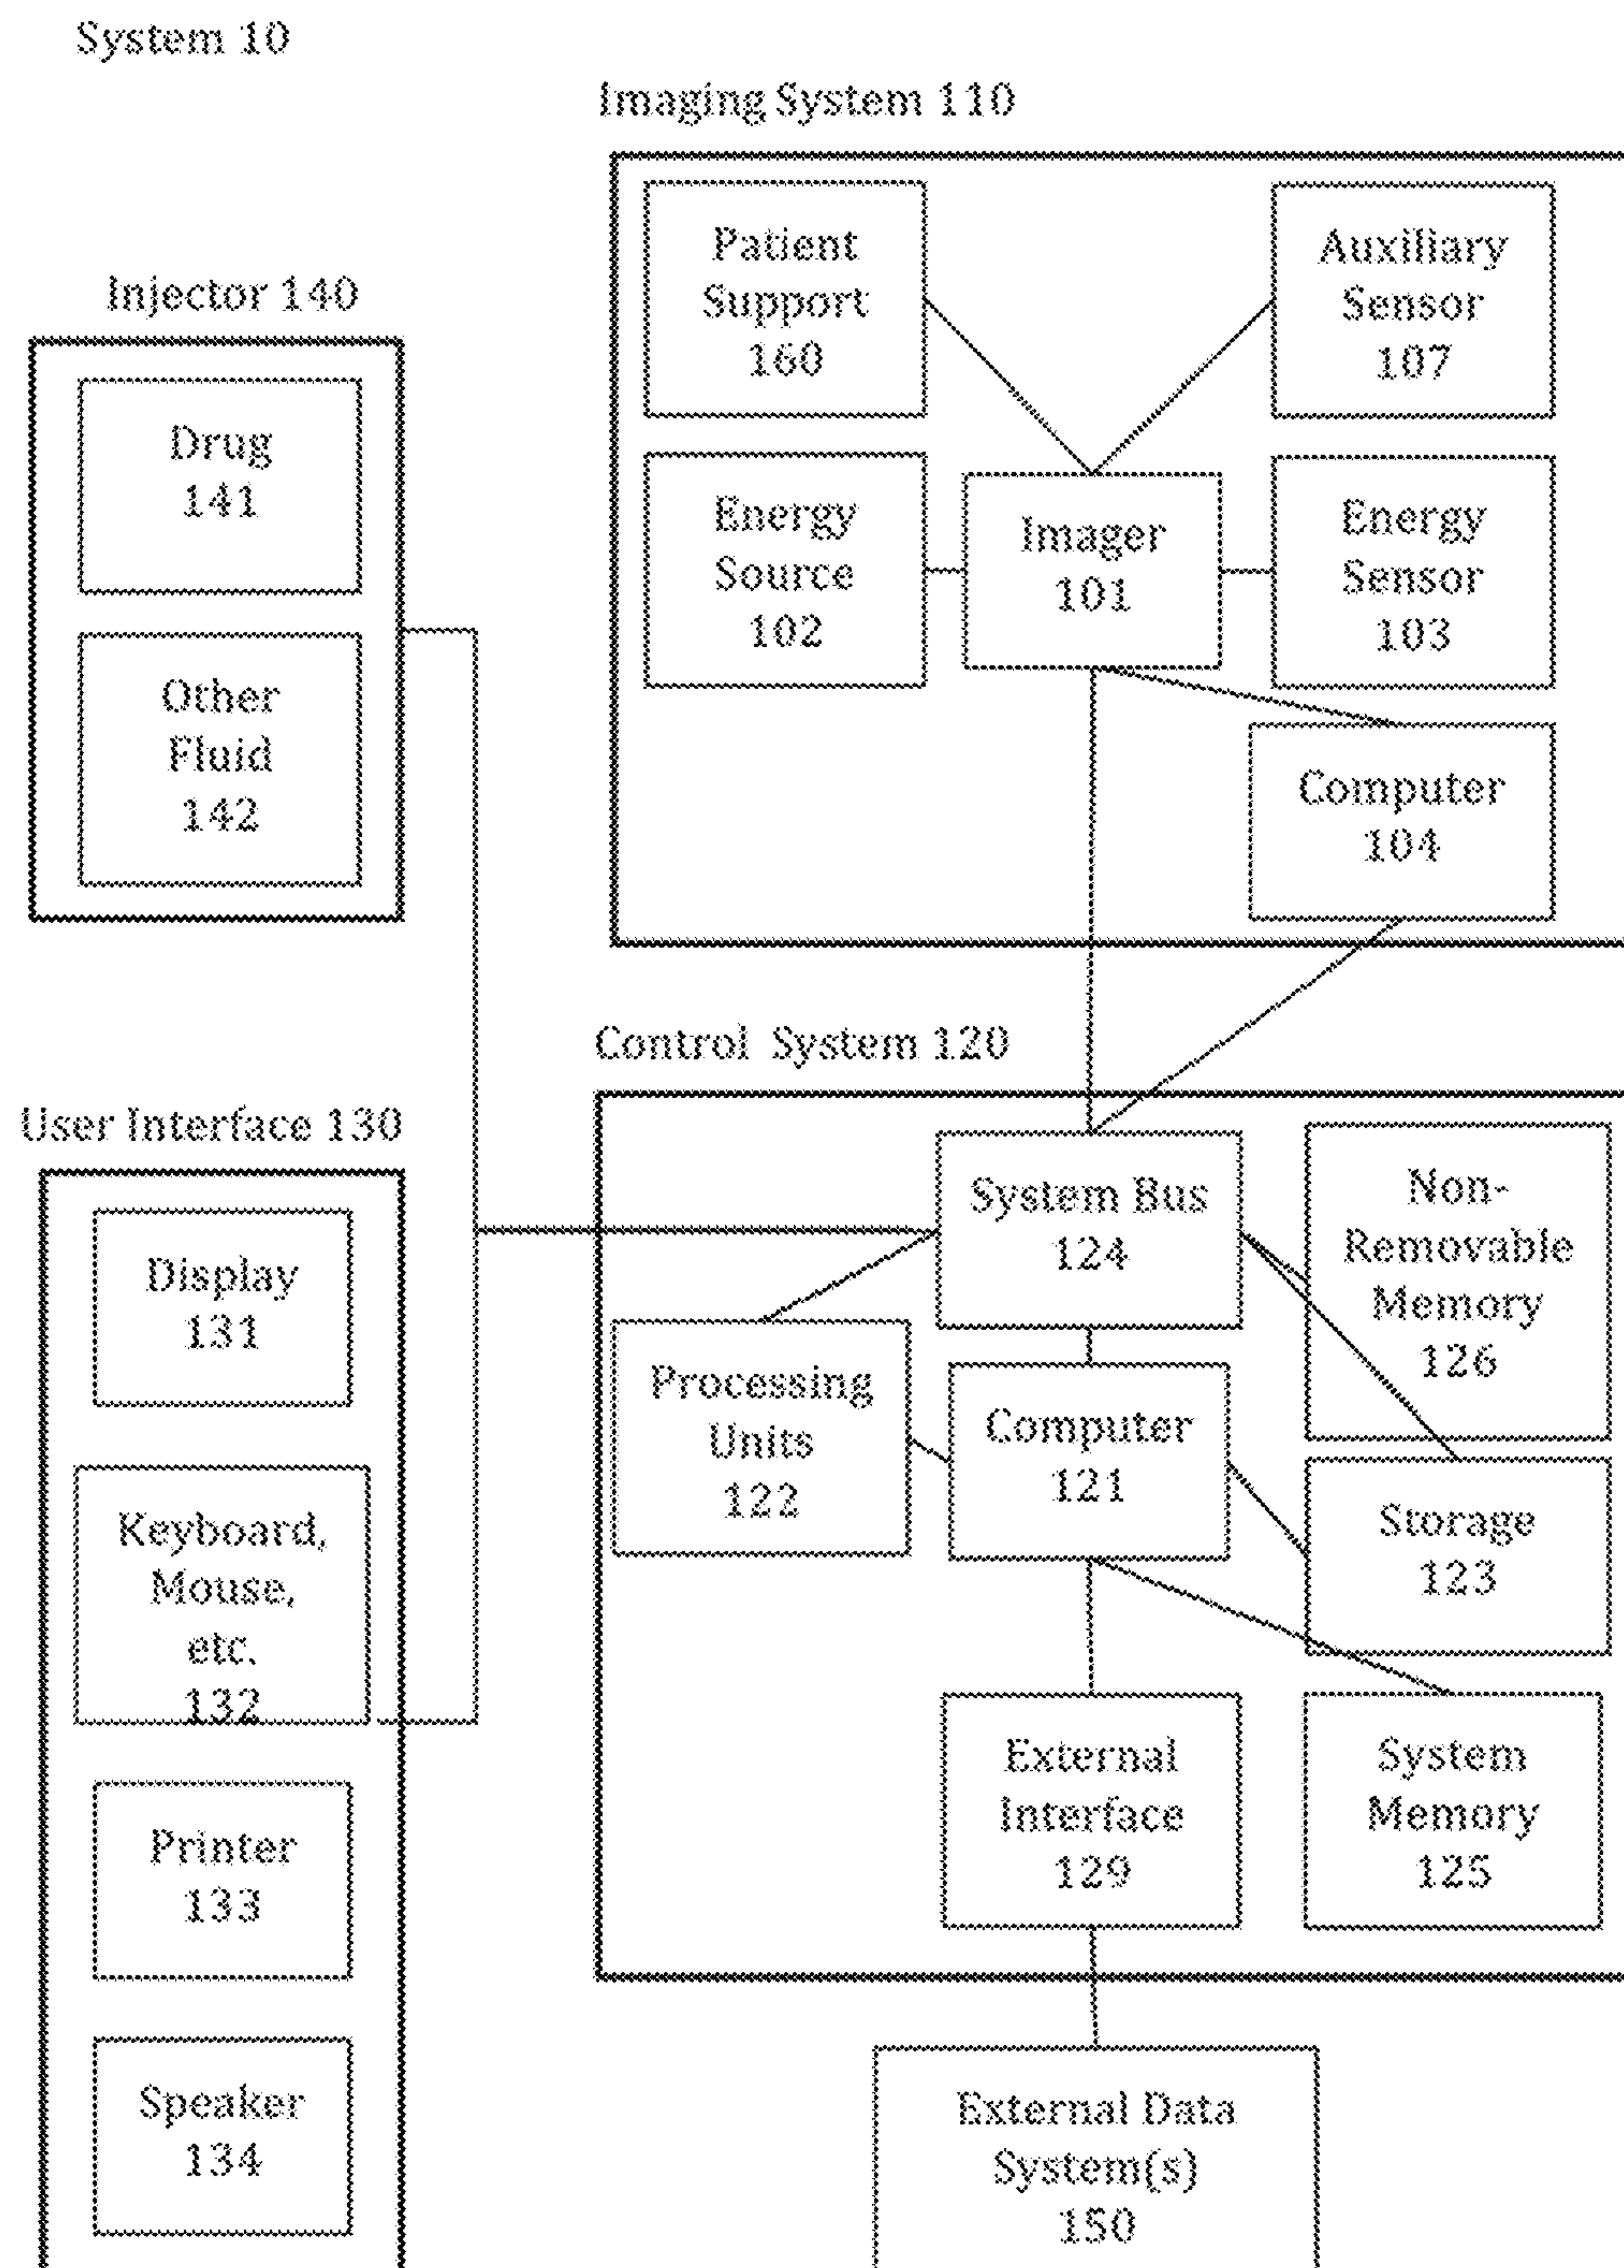 System 10
Imaging System 110
Patient
Support
160
Auxiliary
Sensor
107
Energy
Source
102
Imager
101
Energy
Sensor
103
Computer
104
Injector 140
Drug
141
Other
Fluid
142
Control System 120
System Bus
124
Non-
Removable
Memory
126
Processing
Units
122
Computer
121
Storage
123
External
Interface
129
System
Memory
125
User Interface 130
Display
131
Keyboard,
Mouse,
etc.
132
Printer
133
Speaker
134
External Data
System(s)
150